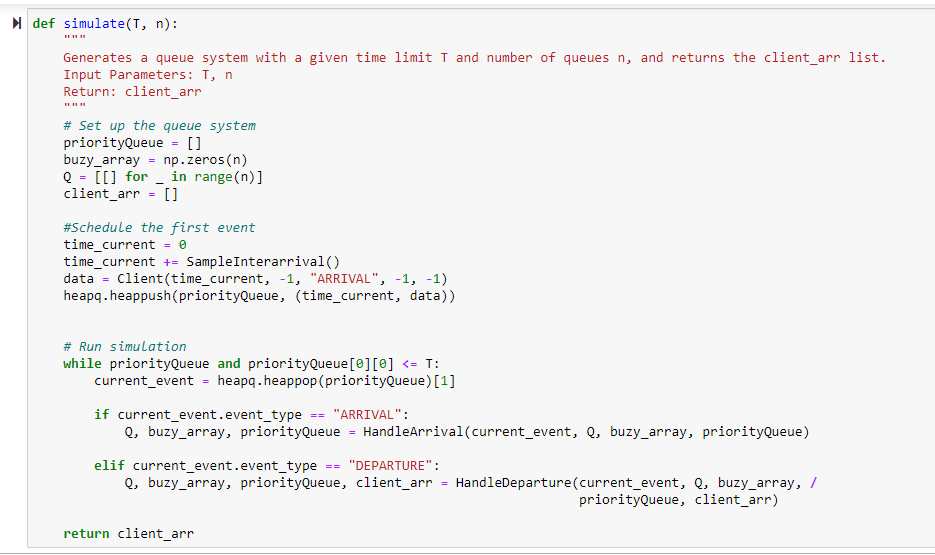 def simulate(T, n):
    """
    Generates a queue system with a given time limit T and number of queues n, and returns the client_arr list.
    Input Parameters: T, n
    Return: client_arr
    """
    # Set up the queue system
    priorityQueue = []
    buzy_array = np.zeros(n)
    Q = [[] for _ in range(n)]
    client_arr = []

    #Schedule the first event
    time_current = 0
    time_current += SampleInterarrival()
    data = Client(time_current, -1, "ARRIVAL", -1, -1)
    heapq.heappush(priorityQueue, (time_current, data))


    # Run simulation
    while priorityQueue and priorityQueue[0][0] <= T:
        current_event = heapq.heappop(priorityQueue)[1]

        if current_event.event_type == "ARRIVAL":
            Q, buzy_array, priorityQueue = HandleArrival(current_event, Q, buzy_array, priorityQueue)

        elif current_event.event_type == "DEPARTURE":
            Q, buzy_array, priorityQueue, client_arr = HandleDeparture(current_event, Q, buzy_array, /
                                                                       priorityQueue, client_arr)

    return client_arr